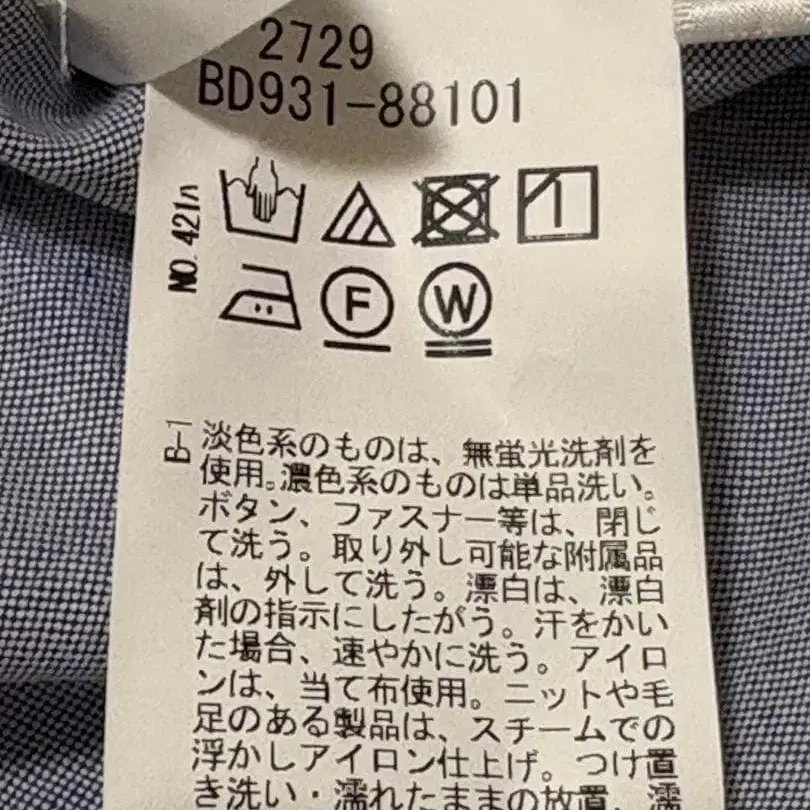 2729
BD931-88101
NO. 421ハ
F W
B-1
淡色系のものは、無蛍光洗剤を
使用。濃色系のものは単品洗い。
ボタン、ファスナー等は、閉じ
て洗う。取り外し可能な附属品
は、外して洗う。漂白は、漂白
剤の指示にしたがう。汗をかい
た場合、速やかに洗う。アイロ
ンは、当て布使用。ニットや毛
足のある製品は、スチームでの
浮かしアイロン仕上げ。つけ置
き洗い・濡れたままの放置、濡